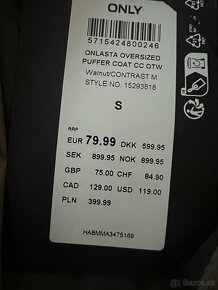 ONLY
5715424800246
ONLASTA OVERSIZED
PUFFER COAT CC OTW
Walnut/CONTRAST M
STYLE NO. 15293818
S
RRP
EUR 79.99 DKK 599.95
SEK 899.95 NOK 899.95
GBP 75.00 CHF 84.90
CAD 129.00 USD 119.00
PLN 399.99
HABMMA3475169
bazos.sk